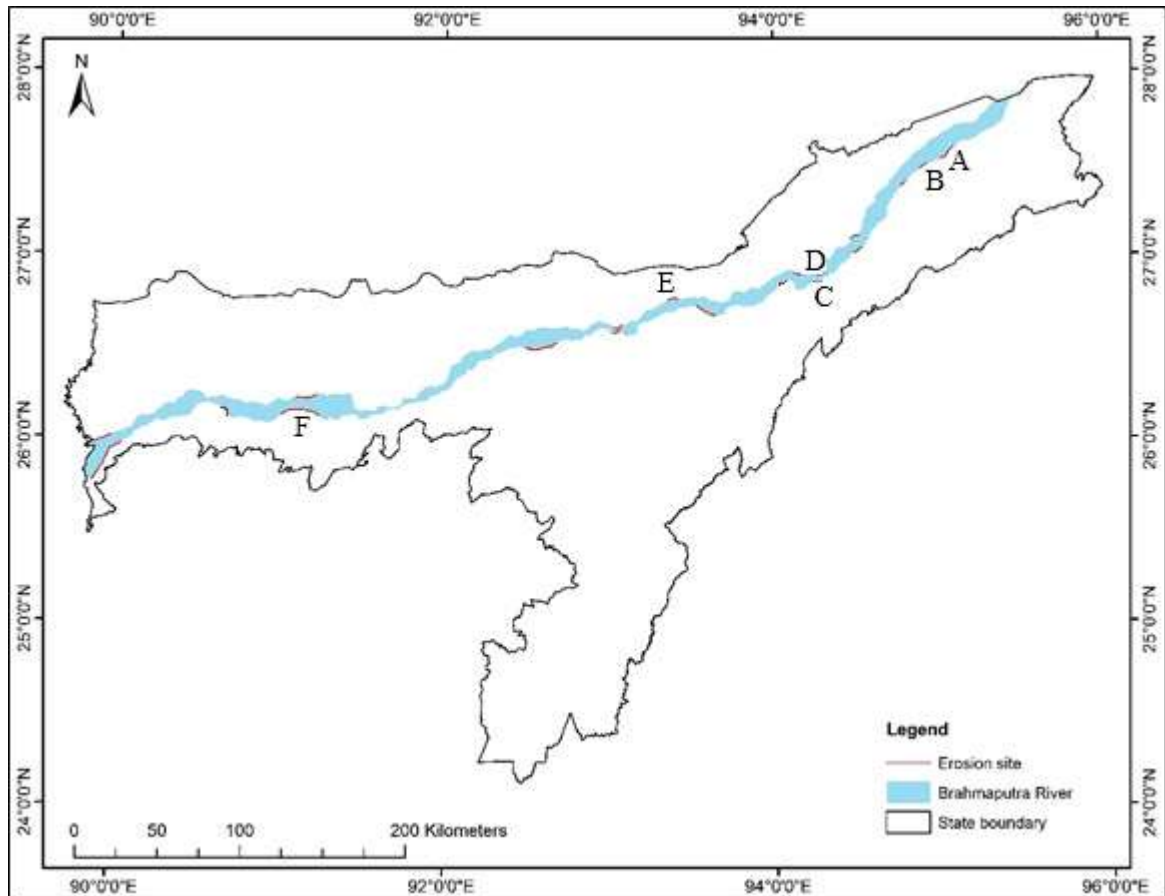 90°0'0"E 92°0'0"E 94°0'0"E 96°0'0"E
28°0'0"N
N
28°0'0"N
A
B
27°0'0"N
27°0'0"N
D
E
C
F
26°0'0"N
26°0'0"N
25°0'0"N
25°0'0"N
Legend
Erosion site
Brahmaputra River
State boundary
24°0'0"N
24°0'0"N
0 50 100 200 Kilometers
90°0'0"E 92°0'0"E 94°0'0"E 96°0'0"E